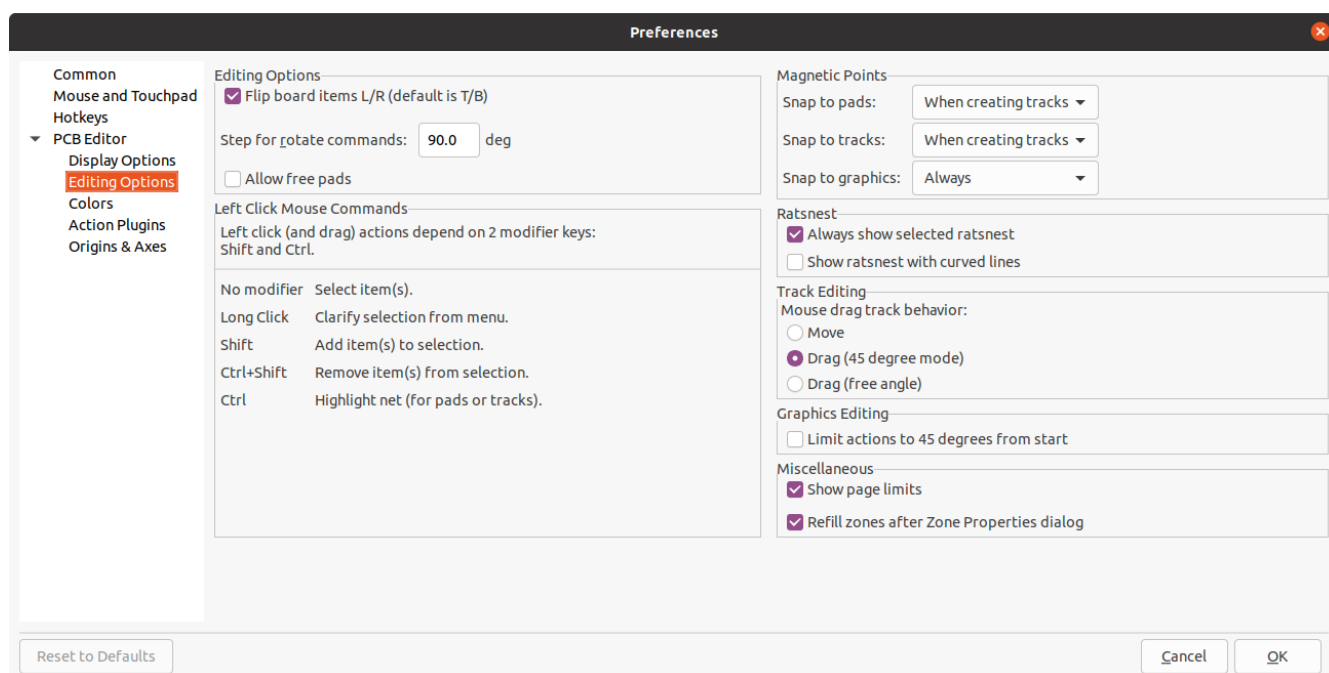 Preferences
Common
Mouse and Touchpad
Hotkeys
PCB Editor
Display Options
Editing Options
Colors
Action Plugins
Origins & Axes
Editing Options
Flip board items L/R (default is T/B)
Step for rotate commands: 90.0 deg
Allow free pads
Left Click Mouse Commands
Left click (and drag) actions depend on 2 modifier keys:
Shift and Ctrl.
No modifier Select item(s).
Long Click Clarify selection from menu.
Shift Add item(s) to selection.
Ctrl+Shift Remove item(s) from selection.
Ctrl Highlight net (for pads or tracks).
Magnetic Points
Snap to pads: When creating tracks
Snap to tracks: When creating tracks
Snap to graphics: Always
Ratsnest
Always show selected ratsnest
Show ratsnest with curved lines
Track Editing
Mouse drag track behavior:
Move
Drag (45 degree mode)
Drag (free angle)
Graphics Editing
Limit actions to 45 degrees from start
Miscellaneous
Show page limits
Refill zones after Zone Properties dialog
Reset to Defaults
Cancel
OK